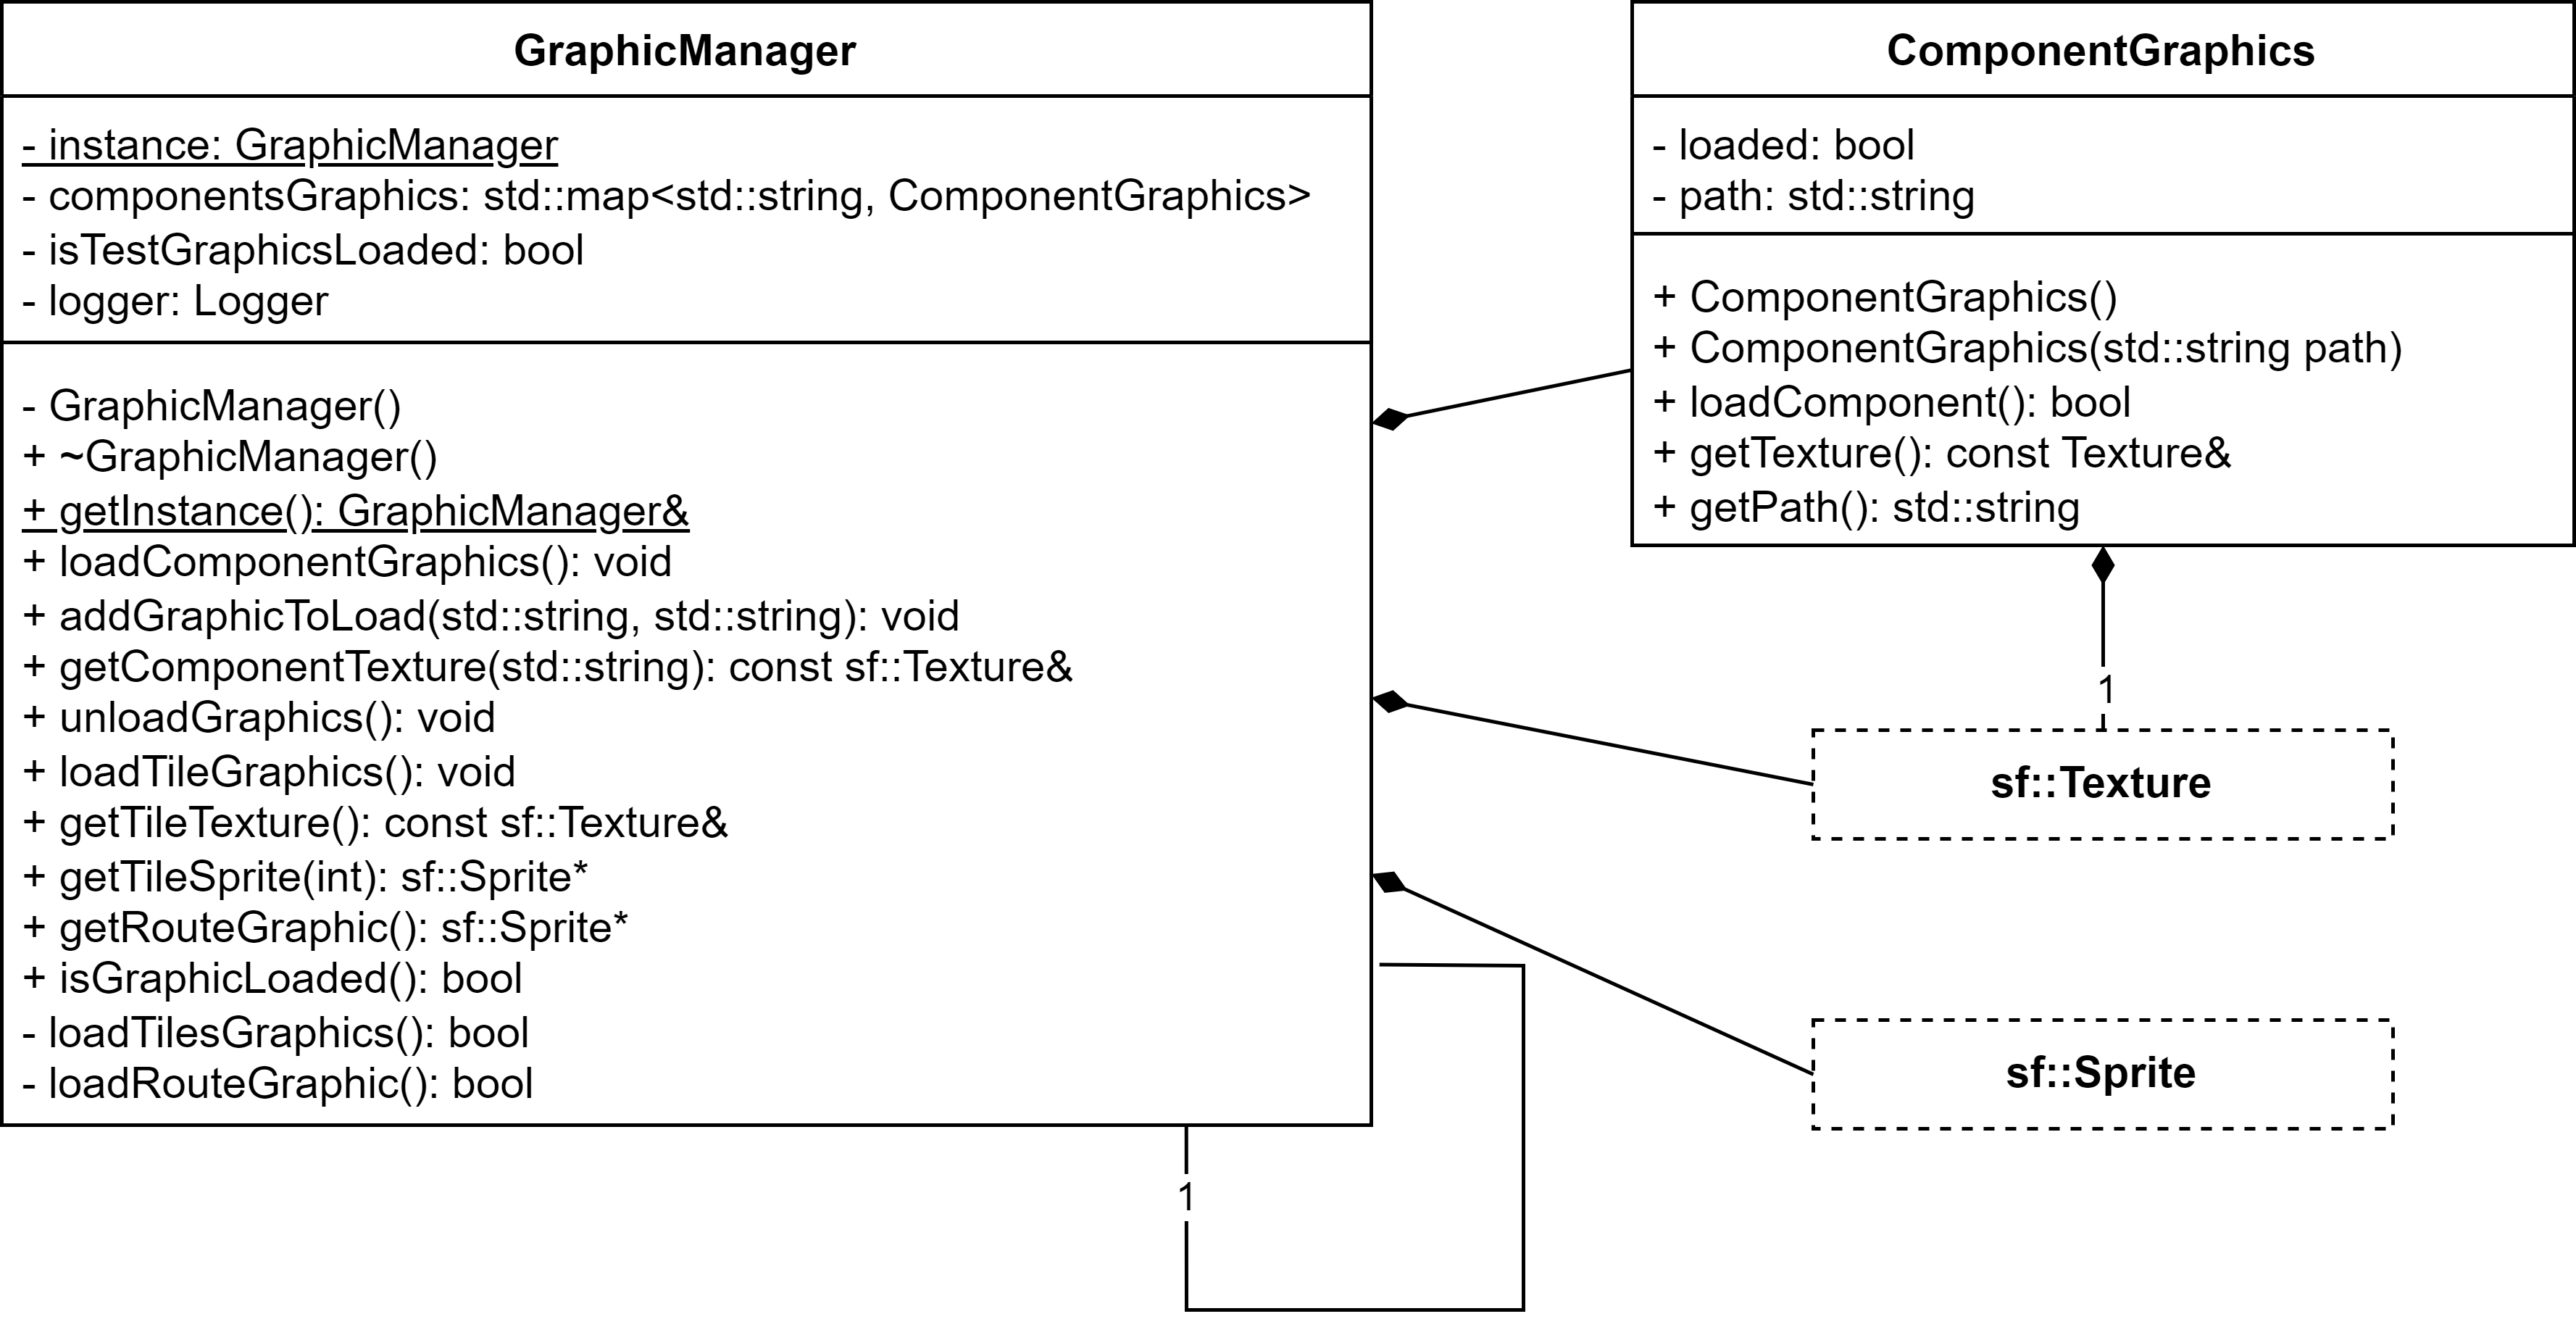 GraphicManager
- instance: GraphicManager
- componentsGraphics: std::map<std::string, ComponentGraphics>
- isTestGraphicsLoaded: bool
- logger: Logger
- GraphicManager()
+ ~GraphicManager()
+ getInstance(): GraphicManager&
+ loadComponentGraphics(): void
+ addGraphicToLoad(std::string, std::string): void
+ getComponentTexture(std::string): const sf::Texture&
+ unloadGraphics(): void
+ loadTileGraphics(): void
+ getTileTexture(): const sf::Texture&
+ getTileSprite(int): sf::Sprite*
+ getRouteGraphic(): sf::Sprite*
+ isGraphicLoaded(): bool
- loadTilesGraphics(): bool
- loadRouteGraphic(): bool
1
ComponentGraphics
- loaded: bool
- path: std::string
+ ComponentGraphics()
+ ComponentGraphics(std::string path)
+ loadComponent(): bool
+ getTexture(): const Texture&
+ getPath(): std::string
1
sf::Texture
sf::Sprite